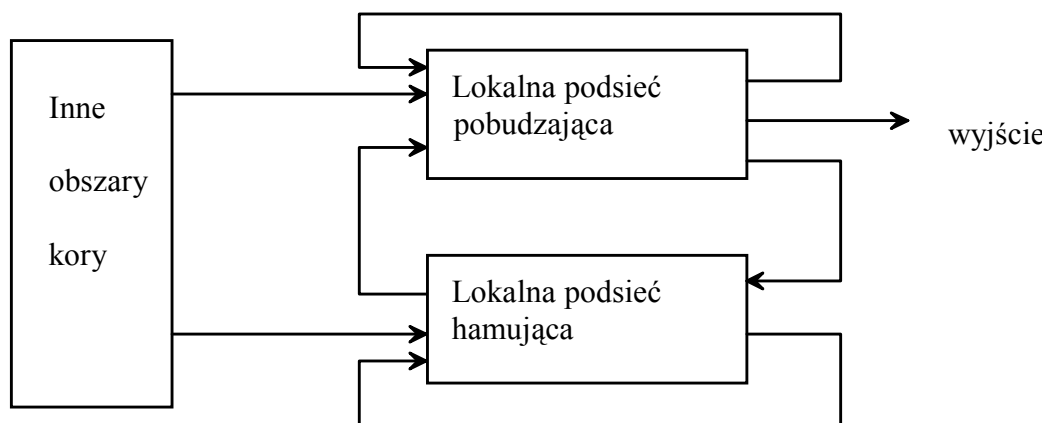 Inne
obszary
kory
Lokalna podsieć
pobudzająca
wyjście
Lokalna podsieć
hamująca